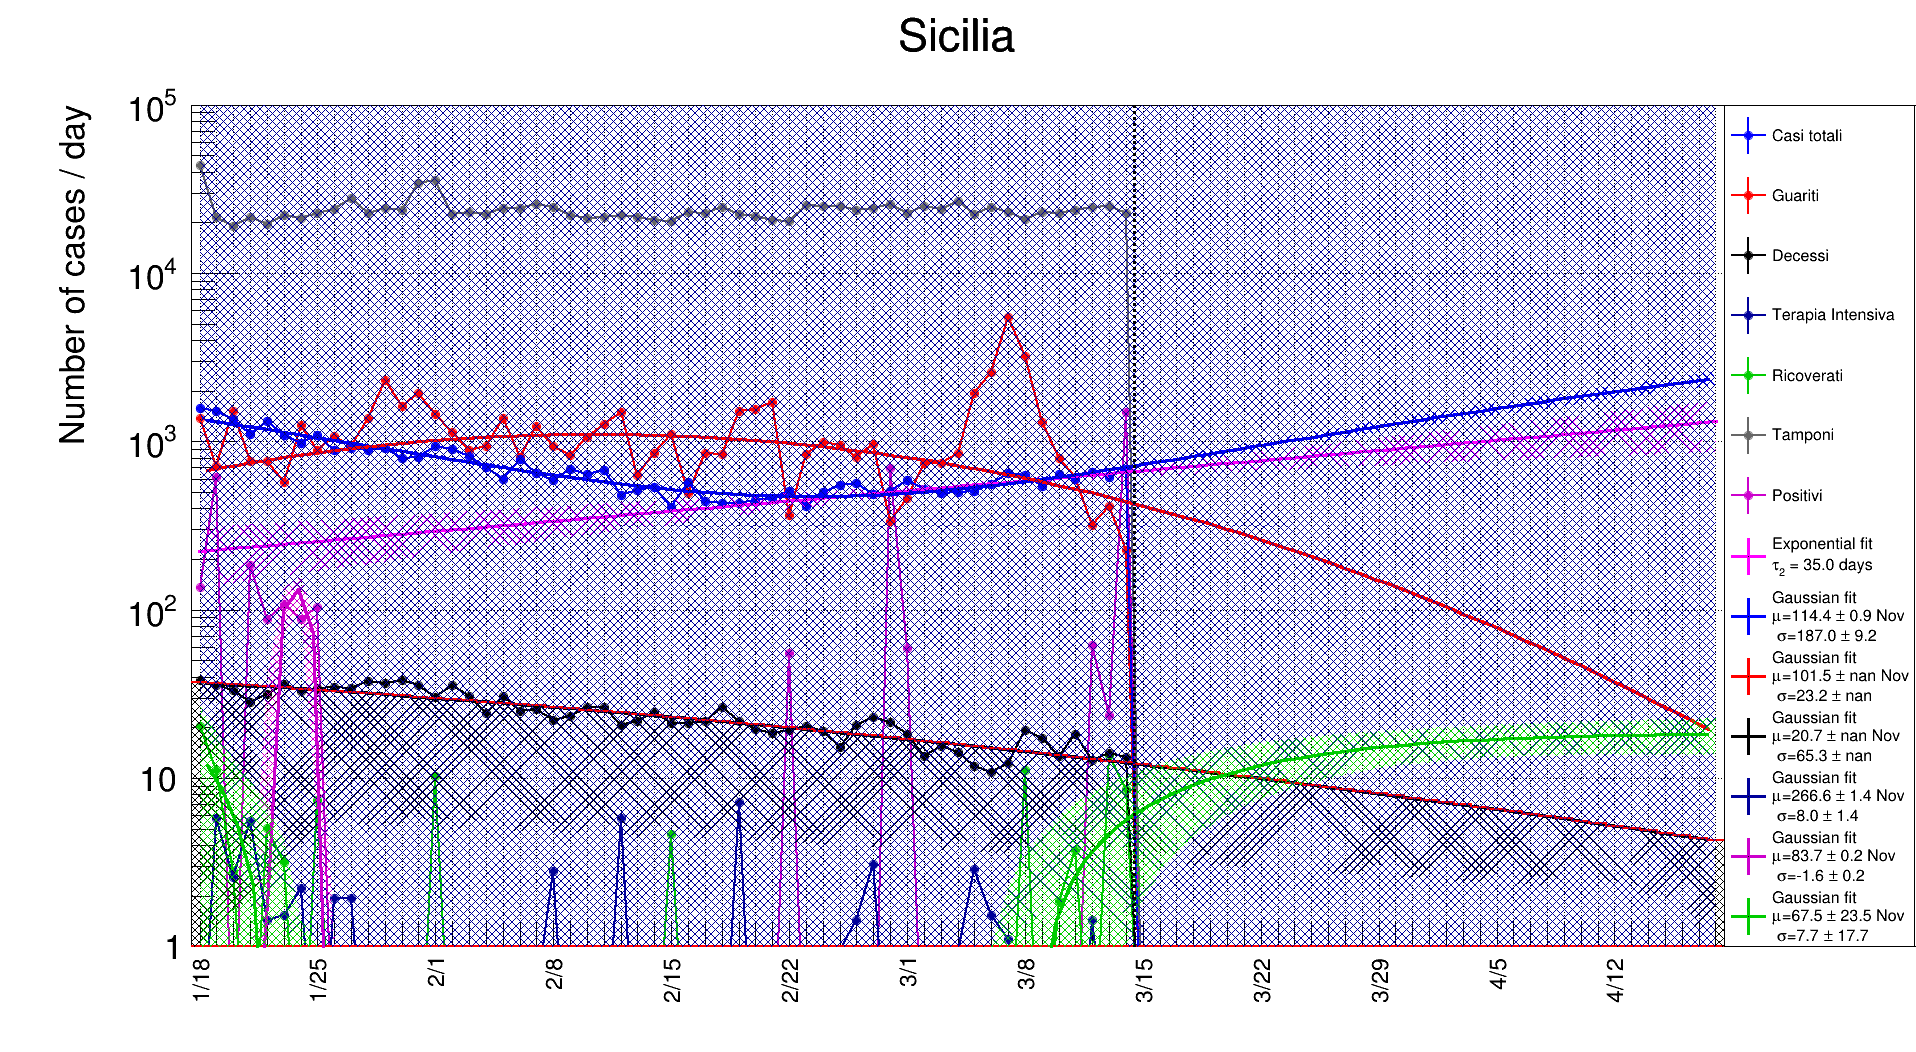 Sicilia
Number of cases / day
10^5
10^4
10^3
10^2
10
1
1/18
1/25
2/1
2/8
2/15
2/22
3/1
3/8
3/15
3/22
3/29
4/5
4/12
Casi totali
Guariti
Decessi
Terapia Intensiva
Ricoverati
Tamponi
Positivi
Exponential fit
τ₂ = 35.0 days
Gaussian fit
μ=114.4 ± 0.9 Nov
σ=187.0 ± 9.2
Gaussian fit
μ=101.5 ± nan Nov
σ=23.2 ± nan
Gaussian fit
μ=20.7 ± nan Nov
σ=65.3 ± nan
Gaussian fit
μ=266.6 ± 1.4 Nov
σ=8.0 ± 1.4
Gaussian fit
μ=83.7 ± 0.2 Nov
σ=-1.6 ± 0.2
Gaussian fit
μ=67.5 ± 23.5 Nov
σ=7.7 ± 17.7